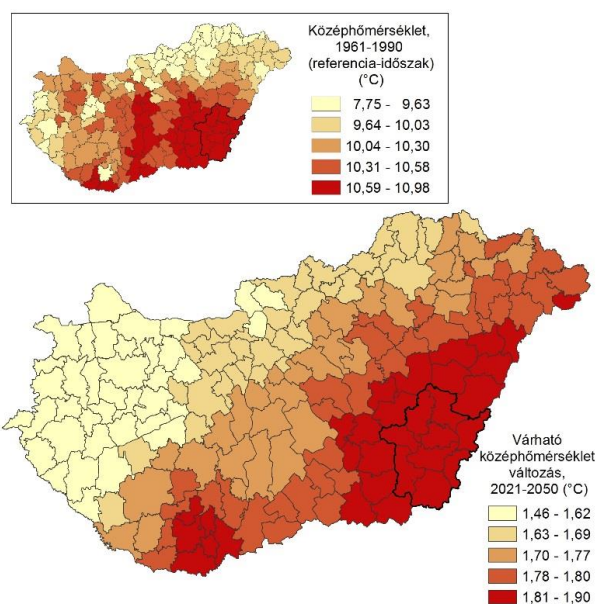 Középhőmérséklet,
1961-1990
(referencia-időszak)
(°C)
7,75 - 9,63
9,64 - 10,03
10,04 - 10,30
10,31 - 10,58
10,59 - 10,98
Várható
középhőmérséklet
változás,
2021-2050 (°C)
1,46 - 1,62
1,63 - 1,69
1,70 - 1,77
1,78 - 1,80
1,81 - 1,90